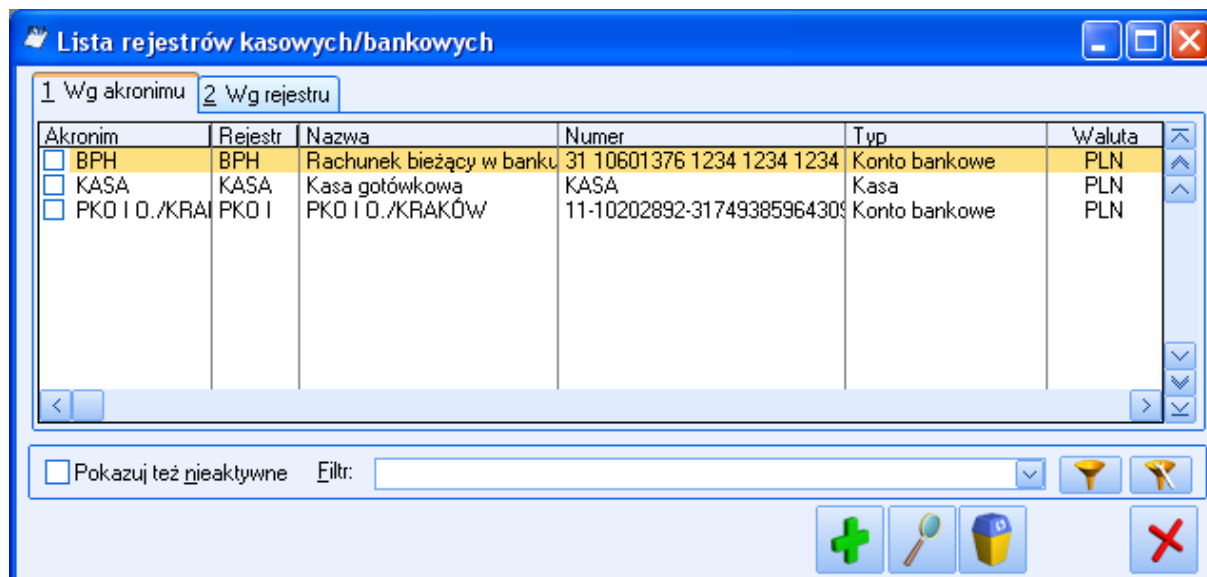 Lista rejestrów kasowych/bankowych
1 Wg akronimu 2 Wg rejestru
Akronim Rejestr Nazwa Numer Typ Waluta
BPH BPH Rachunek bieżący w banku 31 10601376 1234 1234 1234 Konto bankowe PLN
KASA KASA Kasa gotówkowa KASA Kasa PLN
PKO I O./KRA PKO I PKO I O./KRAKÓW 11-10202892-31749385964309 Konto bankowe PLN
Pokazuj też nieaktywne Filtr: